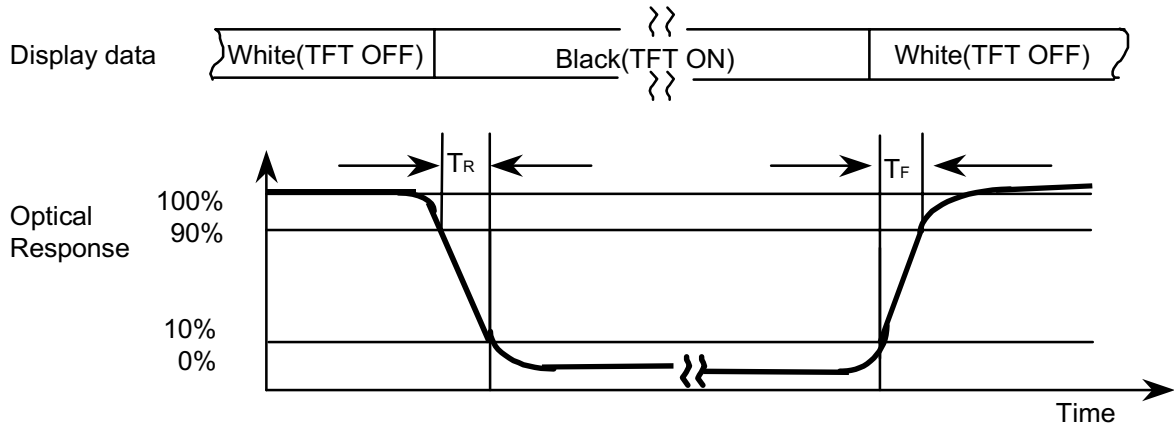 Display data
White(TFT OFF)
Black(TFT ON)
White(TFT OFF)
TR
TF
Optical
Response
100%
90%
10%
0%
Time